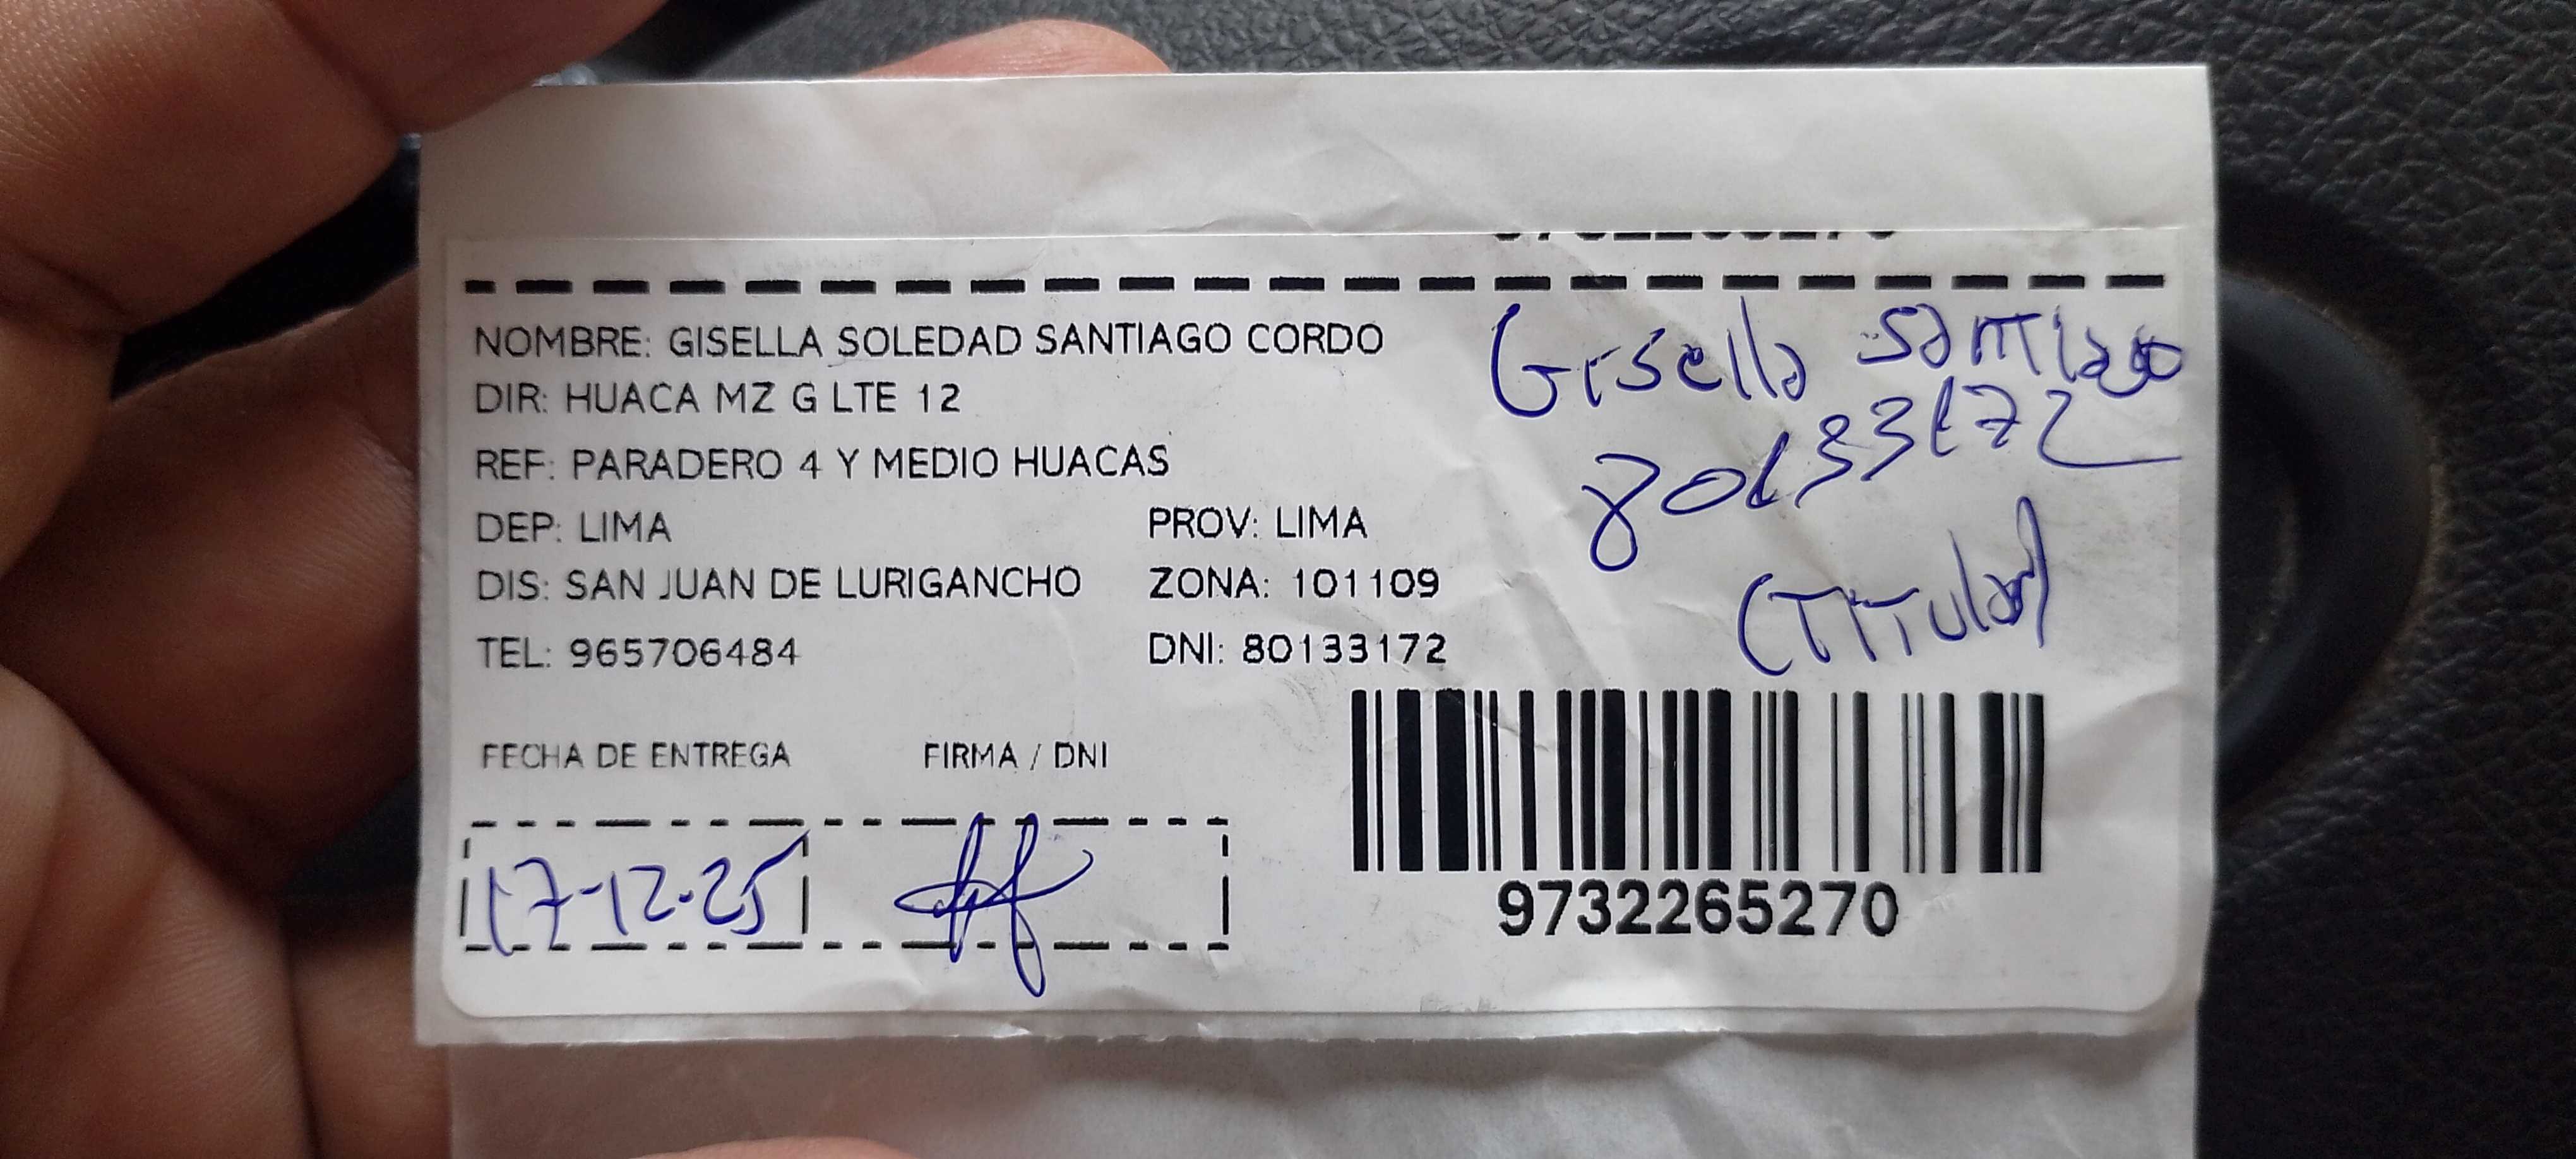 NOMBRE: GISELLA SOLEDAD SANTIAGO CORDO
DIR: HUACA MZ G LTE 12
REF: PARADERO 4 Y MEDIO HUACAS
DEP: LIMA PROV: LIMA
DIS: SAN JUAN DE LURIGANCHO ZONA: 101109
TEL: 965706484 DNI: 80133172
Gisella Santiago
80133172
(Titular)
FECHA DE ENTREGA FIRMA / DNI
17-12-25
9732265270